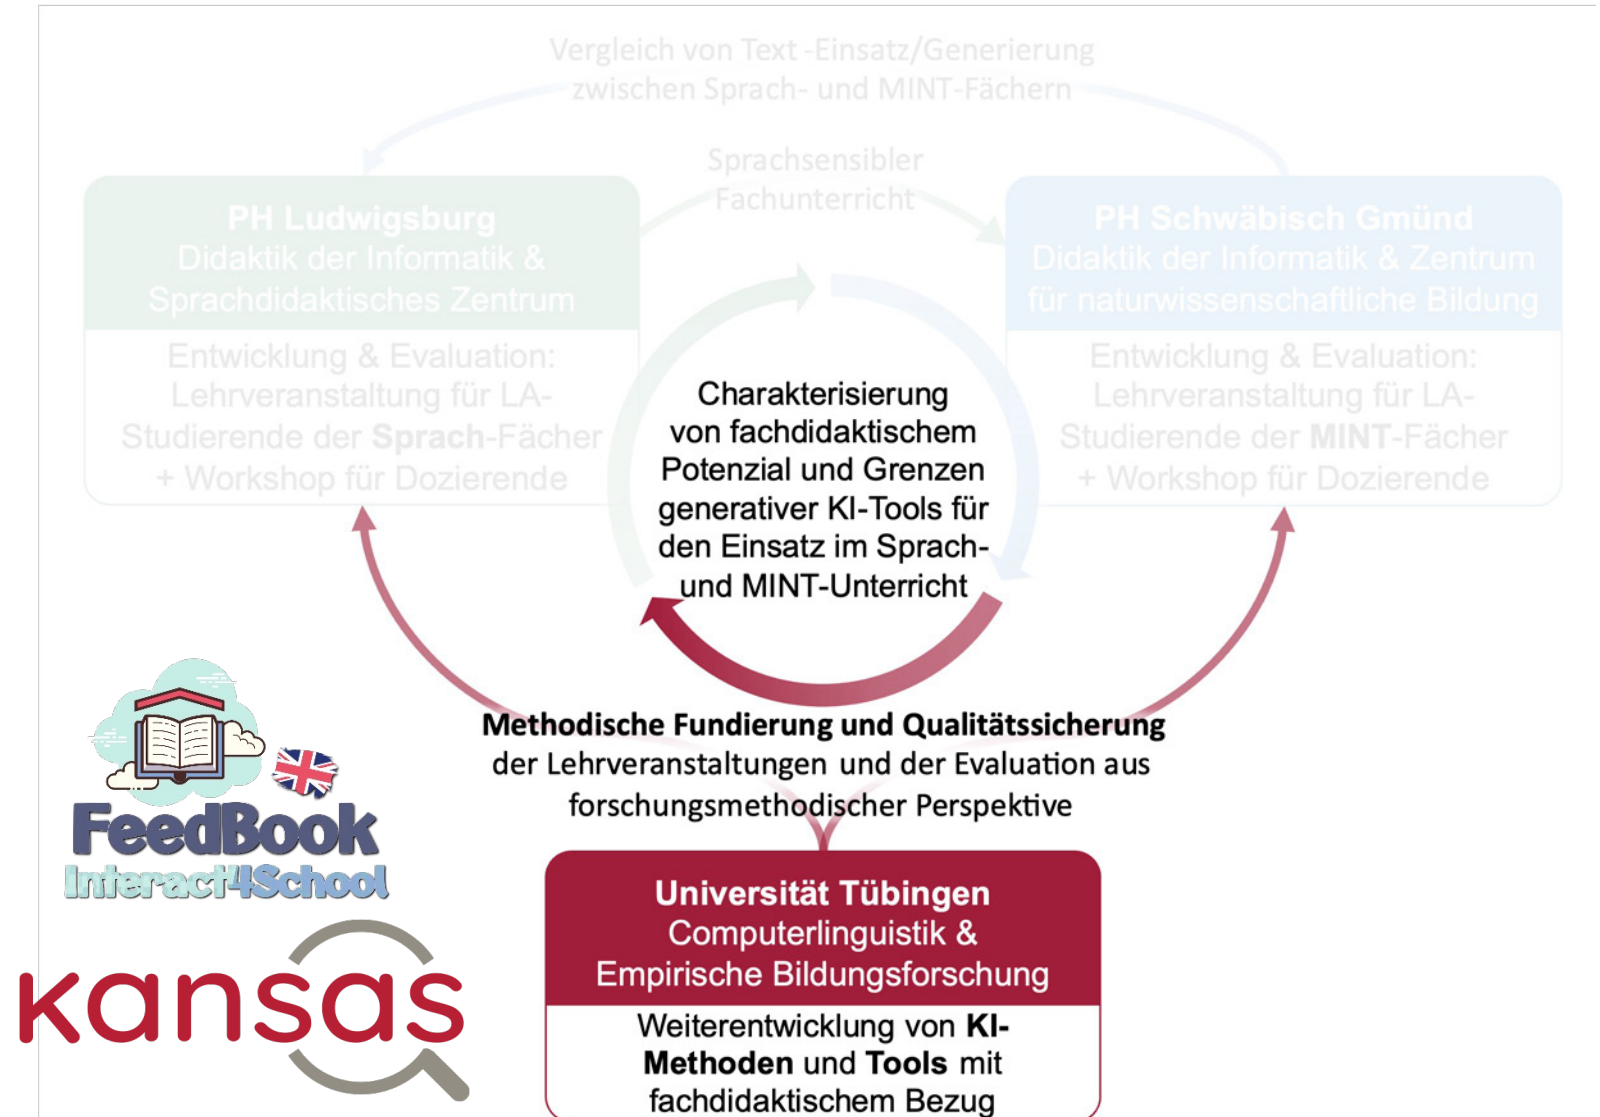 Vergleich von Text -Einsatz/Generierung
zwischen Sprach- und MINT-Fächern
Sprachsensibler
Fachunterricht
PH Ludwigsburg
Didaktik der Informatik &
Sprachdidaktisches Zentrum
Entwicklung & Evaluation:
Lehrveranstaltung für LA-
Studierende der Sprach-Fächer
+ Workshop für Dozierende
PH Schwäbisch Gmünd
Didaktik der Informatik & Zentrum
für naturwissenschaftliche Bildung
Entwicklung & Evaluation:
Lehrveranstaltung für LA-
Studierende der MINT-Fächer
+ Workshop für Dozierende
Charakterisierung
von fachdidaktischem
Potenzial und Grenzen
generativer KI-Tools für
den Einsatz im Sprach-
und MINT-Unterricht
Methodische Fundierung und Qualitätssicherung
der Lehrveranstaltungen und der Evaluation aus
forschungsmethodischer Perspektive
FeedBook
Interact4School
kansas
Universität Tübingen
Computerlinguistik &
Empirische Bildungsforschung
Weiterentwicklung von KI-
Methoden und Tools mit
fachdidaktischem Bezug